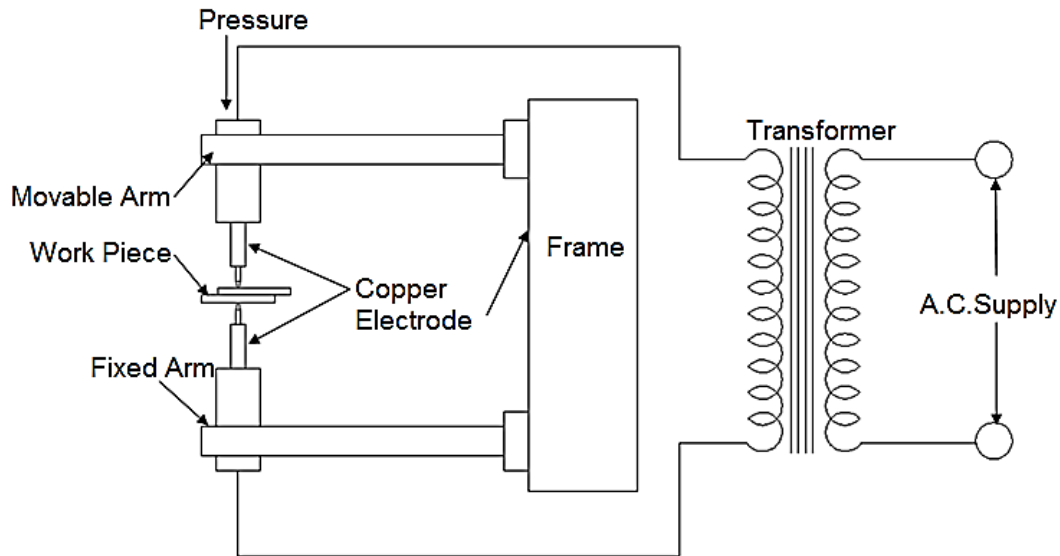 Pressure
Transformer
Movable Arm
Work Piece
Frame
Copper
Electrode
A.C.Supply
Fixed Arm